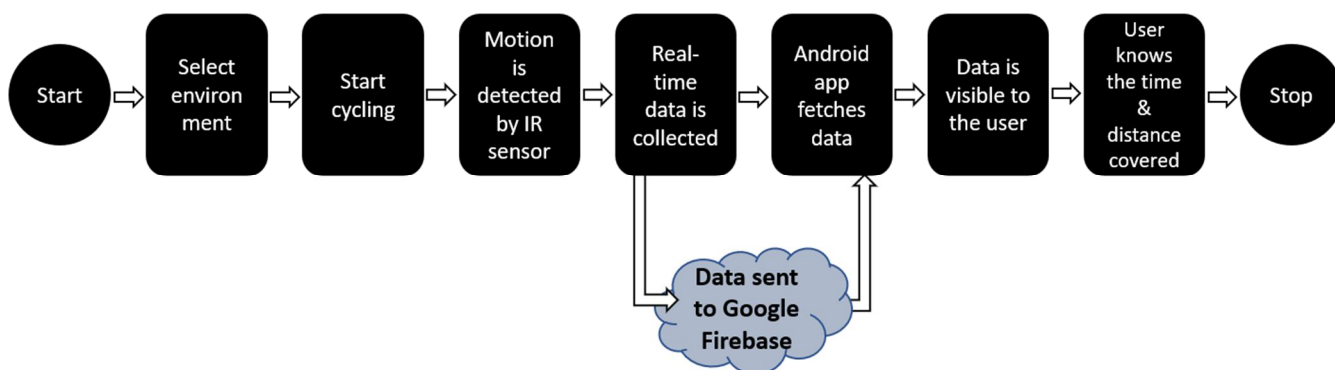 Start
Select
environ
ment
Start
cycling
Motion
is
detected
by IR
sensor
Real-
time
data is
collected
Android
app
fetches
data
Data is
visible to
the user
User
knows
the time
&
distance
covered
Stop
Data sent
to Google
Firebase